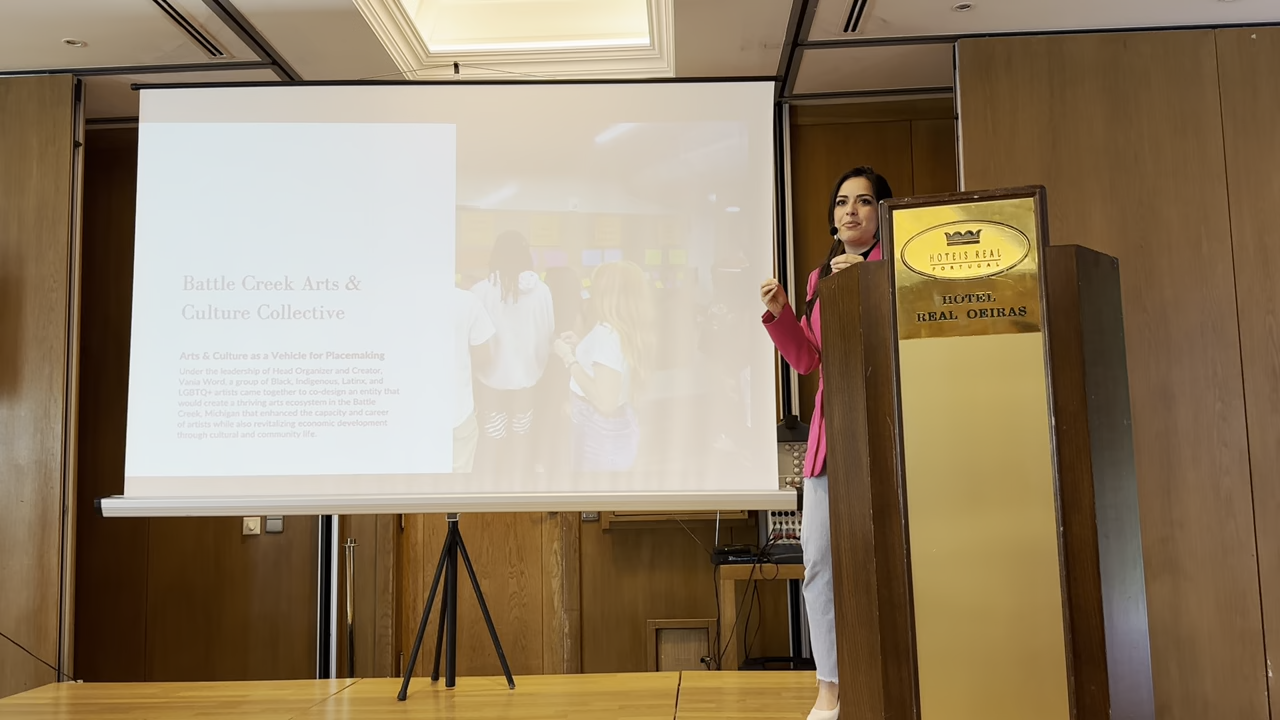 Battle Creek Arts &
Culture Collective
Arts & Culture as a Vehicle for Placemaking
Under the leadership of Head Organizer and Creator,
Vania Word, a group of Black, Indigenous, Latinx, and
LGBTQ+ artists came together to co-design an entity that
would create a thriving arts ecosystem in the Battle
Creek, Michigan that enhanced the capacity and career
of artists while also revitalizing economic development
through cultural and community life.
HOTEIS REAL
PORTUGAL
HOTEL
REAL OEIRAS